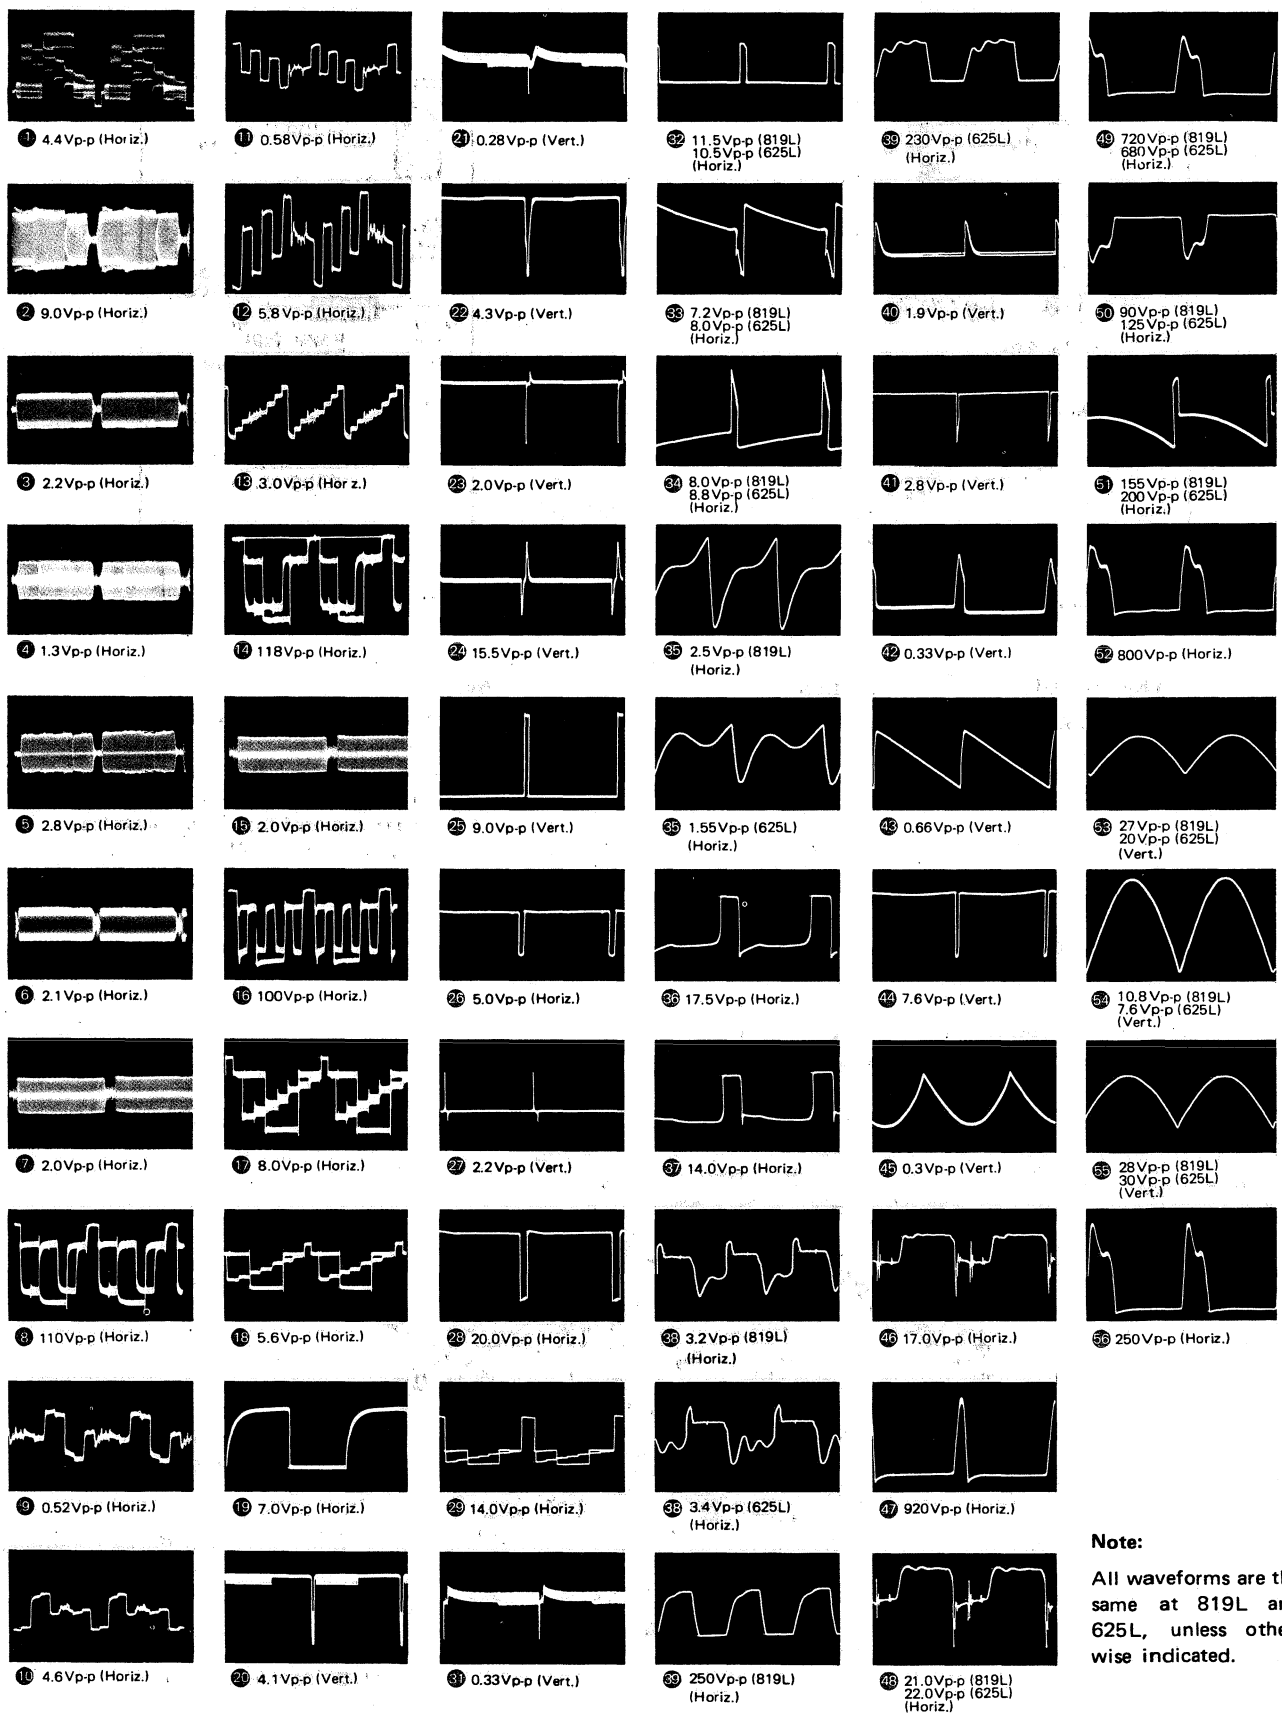 1 4.4Vp-p (Horiz.)
2 9.0Vp-p (Horiz.)
3 2.2Vp-p (Horiz.)
4 1.3Vp-p (Horiz.)
5 2.8Vp-p (Horiz.)
6 2.1Vp-p (Horiz.)
7 2.0Vp-p (Horiz.)
8 110Vp-p (Horiz.)
9 0.52Vp-p (Horiz.)
10 4.6Vp-p (Horiz.)
11 0.58Vp-p (Horiz.)
12 5.8Vp-p (Horiz.)
13 3.0Vp-p (Hor z.)
14 118Vp-p (Horiz.)
15 2.0Vp-p (Horiz.)
16 100Vp-p (Horiz.)
17 8.0Vp-p (Horiz.)
18 5.6Vp-p (Horiz.)
19 7.0Vp-p (Horiz.)
20 4.1Vp-p (Vert.)
21 0.28Vp-p (Vert.)
22 4.3Vp-p (Vert.)
23 2.0Vp-p (Vert.)
24 15.5Vp-p (Vert.)
25 9.0Vp-p (Vert.)
26 5.0Vp-p (Horiz.)
27 2.2Vp-p (Vert.)
28 20.0Vp-p (Horiz.)
29 14.0Vp-p (Horiz.)
31 0.33Vp-p (Vert.)
32 11.5Vp-p (819L)
10.5Vp-p (625L)
(Horiz.)
33 7.2Vp-p (819L)
8.0Vp-p (625L)
(Horiz.)
34 8.0Vp-p (819L)
8.8Vp-p (625L)
(Horiz.)
35 2.5Vp-p (819L)
(Horiz.)
35 1.55Vp-p (625L)
(Horiz.)
36 17.5Vp-p (Horiz.)
37 14.0Vp-p (Horiz.)
38 3.2Vp-p (819L)
(Horiz.)
38 3.4Vp-p (625L)
(Horiz.)
39 250Vp-p (819L)
(Horiz.)
39 230Vp-p (625L)
(Horiz.)
40 1.9Vp-p (Vert.)
41 2.8Vp-p (Vert.)
42 0.33Vp-p (Vert.)
43 0.66Vp-p (Vert.)
44 7.6Vp-p (Vert.)
45 0.3Vp-p (Vert.)
46 17.0Vp-p (Horiz.)
47 920Vp-p (Horiz.)
48 21.0Vp-p (819L)
22.0Vp-p (625L)
(Horiz.)
49 720Vp-p (819L)
680Vp-p (625L)
(Horiz.)
50 90Vp-p (819L)
125Vp-p (625L)
(Horiz.)
51 155Vp-p (819L)
200Vp-p (625L)
(Horiz.)
52 800Vp-p (Horiz.)
53 27Vp-p (819L)
20Vp-p (625L)
(Vert.)
54 10.8Vp-p (819L)
7.6Vp-p (625L)
(Vert.)
55 28Vp-p (819L)
30Vp-p (625L)
(Vert.)
56 250Vp-p (Horiz.)
Note:
All waveforms are th
same at 819L an
625L, unless othe
wise indicated.